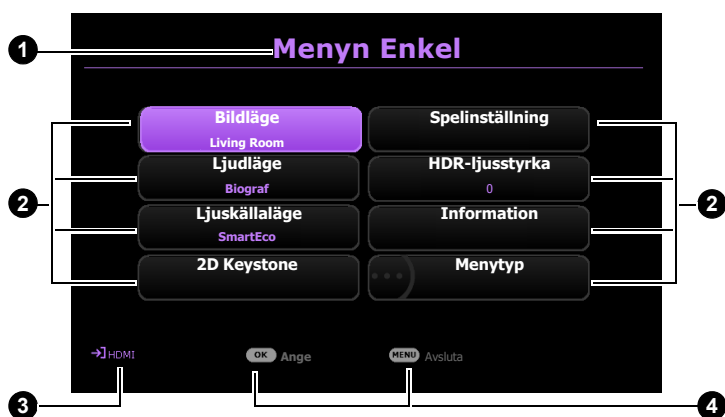 1
Menyn Enkel
Bildläge
Living Room
Spelinställning
Ljudläge
Biograf
HDR-ljusstyrka
0
2
2
Ljuskällaläge
SmartEco
Information
2D Keystone
Menytyp
HDMI
OK Ange
MENU Avsluta
3
4